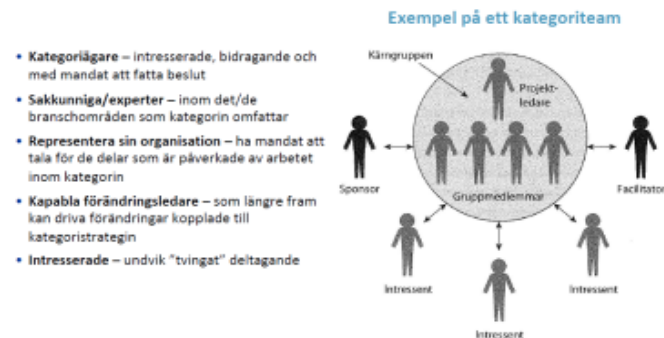 Exempel på ett kategoriteam
• Kategoriägare – intresserade, bidragande och
med mandat att fatta beslut
• Sakkunniga/experter – inom det/de
branschområden som kategorin omfattar
• Representera sin organisation – ha mandat att
tala för de delar som är påverkade av arbetet
inom kategorin
• Kapabla förändringsledare – som längre fram
kan driva förändringar kopplade till
kategoristrategin
• Intresserade – undvik "tvingat" deltagande
Kärngruppen
Projekt-
ledare
Sponsor
Gruppmedlemmar
Facilitator
Intressent
Intressent
Intressent